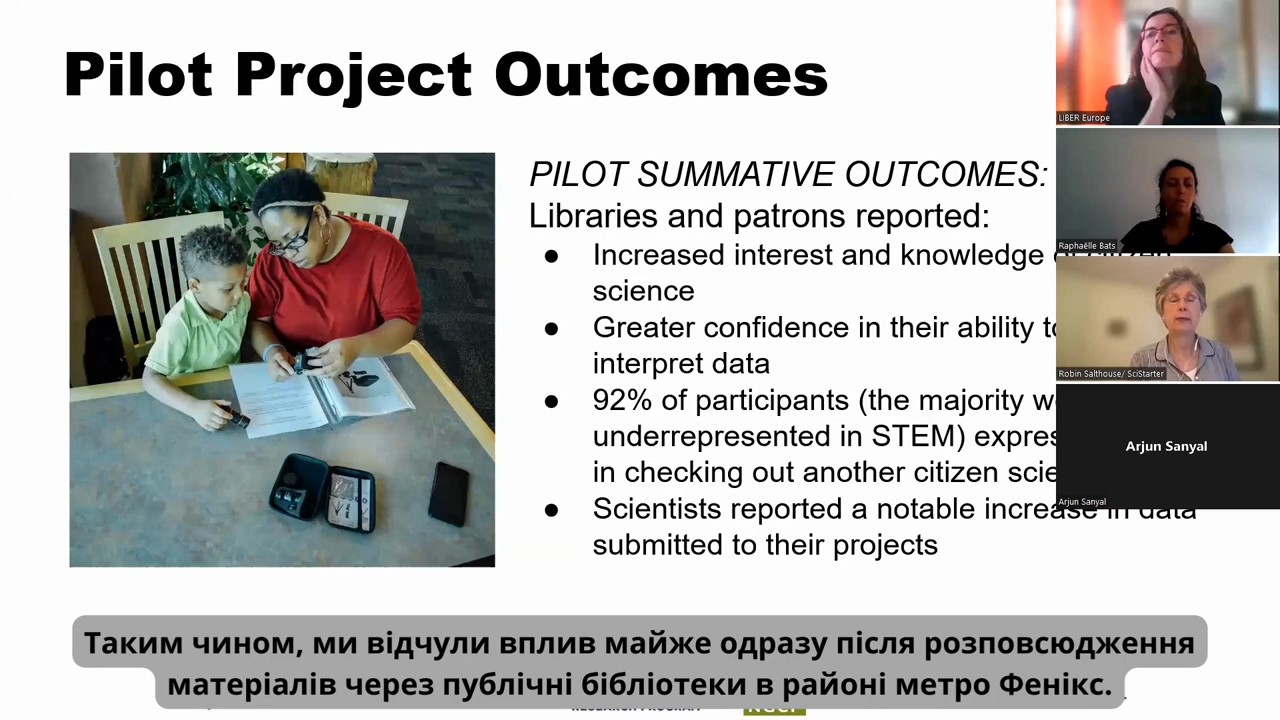 Pilot Project Outcomes
PILOT SUMMATIVE OUTCOMES:
Libraries and patrons reported:
● Increased interest and knowledge of citizen
science
● Greater confidence in their ability to
interpret data
● 92% of participants (the majority
underrepresented in STEM)
in checking out another citizen
● Scientists reported a notable increase in data
submitted to their projects
LIBER Europe
Raphaëlle Bats
Robin Salthouse/ SciStarter
Arjun Sanyal
Arjun Sanyal
Таким чином, ми відчули вплив майже одразу після розповсюдження
матеріалів через публічні бібліотеки в районі метро Фенікс.